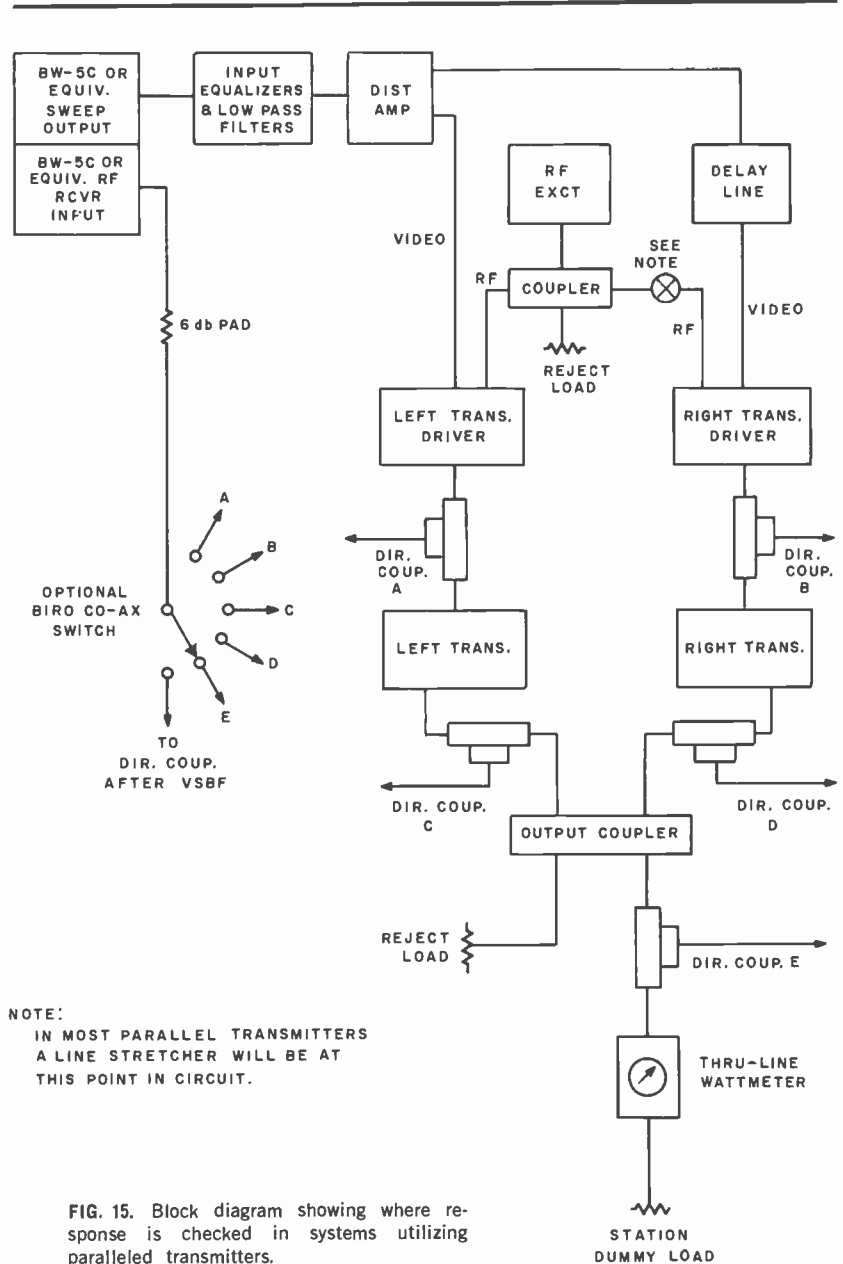 BW-5C OR
EQUIV.
SWEEP
OUTPUT
BW-5C OR
EQUIV. RF
RCVR
INPUT
INPUT
EQUALIZERS
& LOW PASS
FILTERS
DIST
AMP
RF
EXCT
DELAY
LINE
VIDEO
RF
COUPLER
SEE
NOTE
RF
VIDEO
6 db PAD
REJECT
LOAD
LEFT TRANS.
DRIVER
RIGHT TRANS.
DRIVER
A
B
C
D
E
OPTIONAL
BIRO CO-AX
SWITCH
TO
DIR. COUP.
AFTER VSBF
DIR.
COUP.
A
DIR.
COUP.
B
LEFT TRANS.
RIGHT TRANS.
DIR. COUP.
C
DIR. COUP.
D
OUTPUT COUPLER
REJECT
LOAD
DIR. COUP. E
NOTE:
IN MOST PARALLEL TRANSMITTERS
A LINE STRETCHER WILL BE AT
THIS POINT IN CIRCUIT.
THRU-LINE
WATTMETER
STATION
DUMMY LOAD
FIG. 15. Block diagram showing where re-
sponse is checked in systems utilizing
paralleled transmitters.